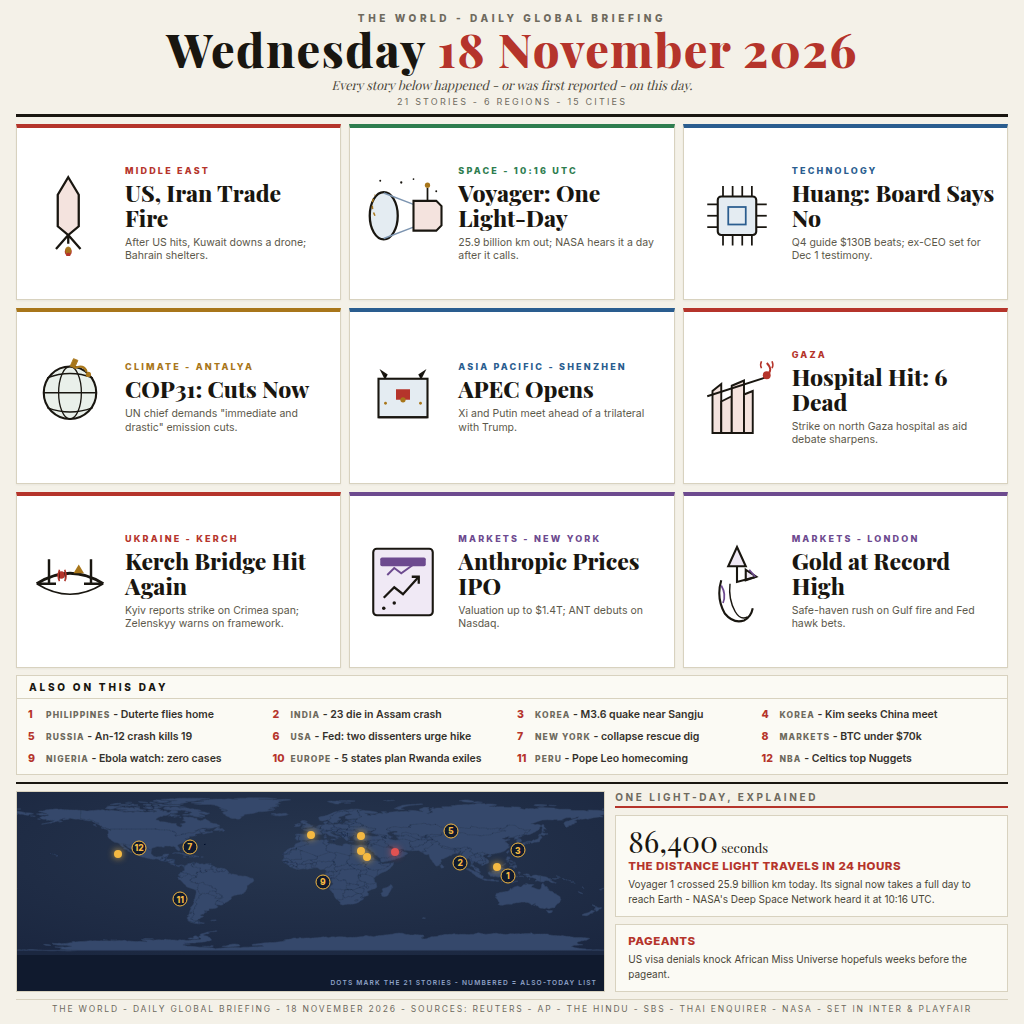 THE WORLD - DAILY GLOBAL BRIEFING
Wednesday 18 November 2026
Every story below happened - or was first reported - on this day.
21 STORIES - 6 REGIONS - 15 CITIES
MIDDLE EAST
US, Iran Trade
Fire
After US hits, Kuwait downs a drone;
Bahrain shelters.
SPACE - 10:16 UTC
Voyager: One
Light-Day
25.9 billion km out; NASA hears it a day
after it calls.
TECHNOLOGY
Huang: Board Says
No
Q4 guide $130B beats; ex-CEO set for
Dec 1 testimony.
CLIMATE - ANTALYA
COP31: Cuts Now
UN chief demands "immediate and
drastic" emission cuts.
ASIA PACIFIC - SHENZHEN
APEC Opens
Xi and Putin meet ahead of a trilateral
with Trump.
GAZA
Hospital Hit: 6
Dead
Strike on north Gaza hospital as aid
debate sharpens.
UKRAINE - KERCH
Kerch Bridge Hit
Again
Kyiv reports strike on Crimea span;
Zelenskyy warns on framework.
MARKETS - NEW YORK
Anthropic Prices
IPO
Valuation up to $1.4T; ANT debuts on
Nasdaq.
MARKETS - LONDON
Gold at Record
High
Safe-haven rush on Gulf fire and Fed
hawk bets.
ALSO ON THIS DAY
1 PHILIPPINES - Duterte flies home
2 INDIA - 23 die in Assam crash
3 KOREA - M3.6 quake near Sangju
4 KOREA - Kim seeks China meet
5 RUSSIA - An-12 crash kills 19
6 USA - Fed: two dissenters urge hike
7 NEW YORK - collapse rescue dig
8 MARKETS - BTC under $70k
9 NIGERIA - Ebola watch: zero cases
10 EUROPE - 5 states plan Rwanda exiles
11 PERU - Pope Leo homecoming
12 NBA - Celtics top Nuggets
5
12
7
3
2
1
9
11
DOTS MARK THE 21 STORIES - NUMBERED = ALSO-TODAY LIST
ONE LIGHT-DAY, EXPLAINED
86,400 seconds
THE DISTANCE LIGHT TRAVELS IN 24 HOURS
Voyager 1 crossed 25.9 billion km today. Its signal now takes a full day to
reach Earth - NASA's Deep Space Network heard it at 10:16 UTC.
PAGEANTS
US visa denials knock African Miss Universe hopefuls weeks before the
pageant.
THE WORLD - DAILY GLOBAL BRIEFING - 18 NOVEMBER 2026 - SOURCES: REUTERS - AP - THE HINDU - SBS - THAI ENQUIRER - NASA - SET IN INTER & PLAYFAIR